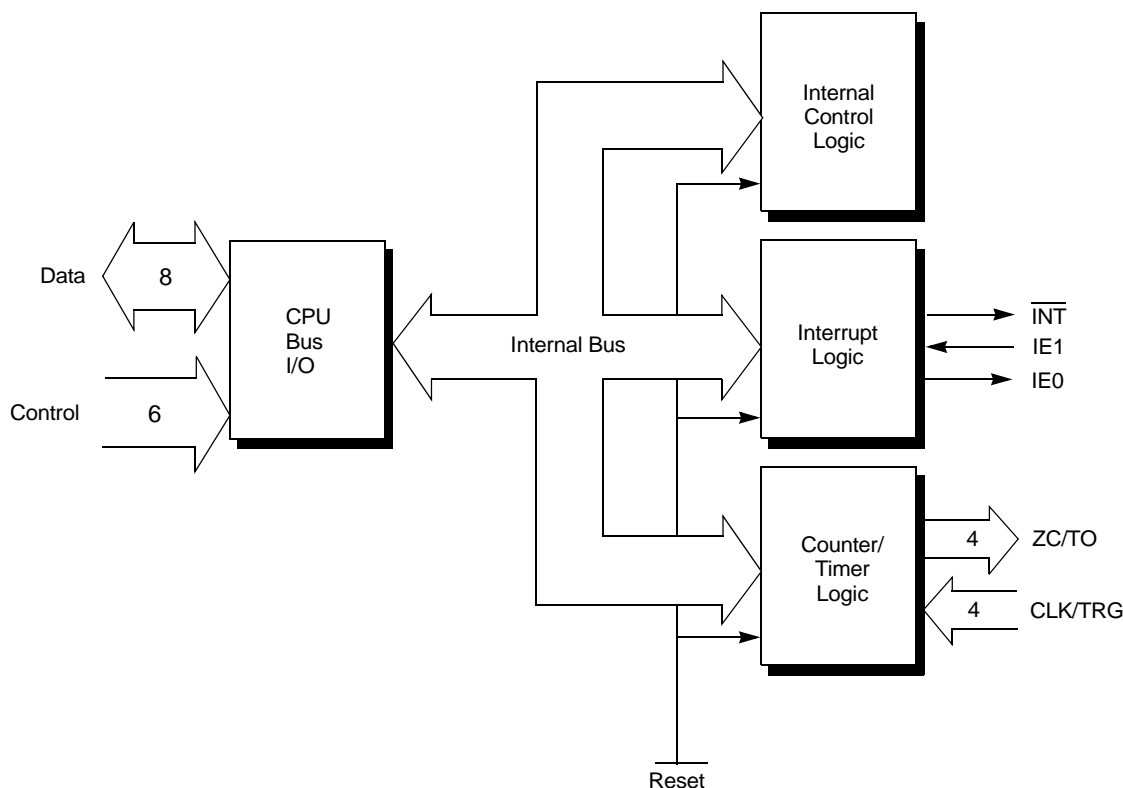 Internal
Control
Logic
Data
8
CPU
Bus
I/O
Control
6
Internal Bus
Interrupt
Logic
INT
IE1
IE0
Counter/
Timer
Logic
4
ZC/TO
4
CLK/TRG
Reset